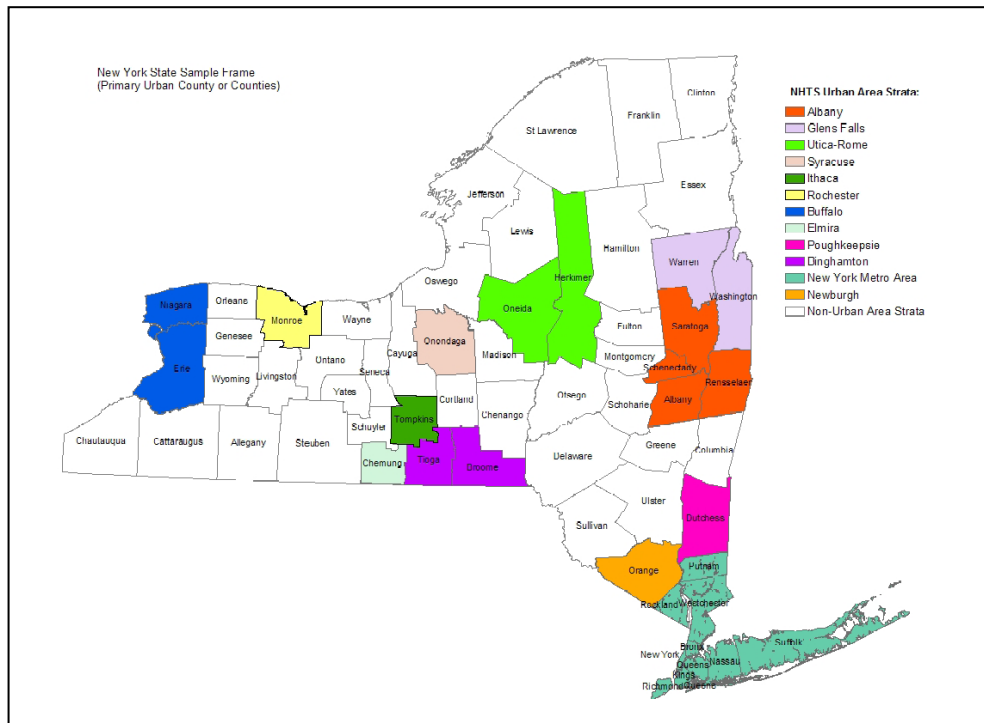 New York State Sample Frame
(Primary Urban County or Counties)
NHTS Urban Area Strata:
Albany
Glens Falls
Utica-Rome
Syracuse
Ithaca
Rochester
Buffalo
Elmira
Poughkeepsie
Dinghamton
New York Metro Area
Newburgh
Non-Urban Area Strata
Clinton
Franklin
St Lawrence
Essex
Jefferson
Lewis
Hamilton
Warren
Herkimer
Washington
Oswego
Niagara
Orleans
Oneida
Saratoga
Monroe
Wayne
Fulton
Genesee
Onondaga
Cayuga
Madison
Montgomcry
Ontano
Erie
Seneca
Schenectady
Wyoming
Livingston
Rensselaer
Yates
Cortland
Otsego
Albany
Schoharie
Tompkins
Chenango
Schuyler
Chautauqua
Cattaraugus
Allegany
Steuben
Greene
Columbia
Chemung
Tioga
Broome
Delaware
Ulster
Dutchess
Sullivan
Orange
Putnam
Rockland
Westchester
Suffolk
Bronx
New York
Nassau
Queens
Kings
Richmond
Queens